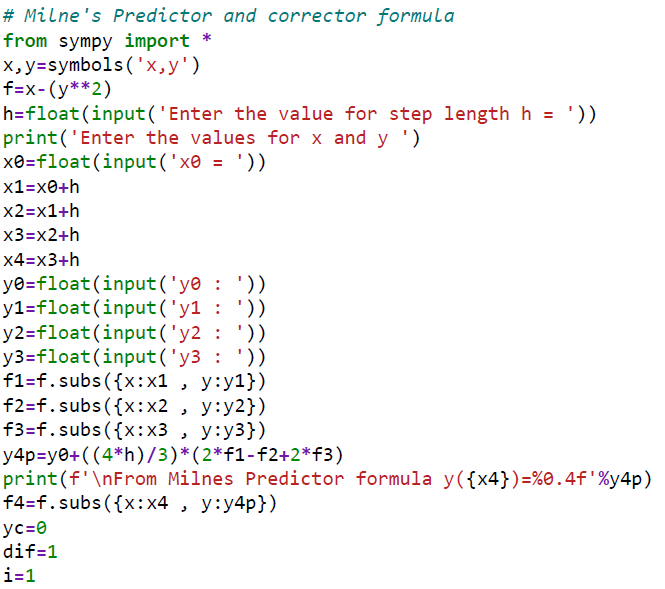 # Milne's Predictor and corrector formula
from sympy import *
x,y=symbols('x,y')
f=x-(y**2)
h=float(input('Enter the value for step length h = '))
print('Enter the values for x and y ')
x0=float(input('x0 = '))
x1=x0+h
x2=x1+h
x3=x2+h
x4=x3+h
y0=float(input('y0 : '))
y1=float(input('y1 : '))
y2=float(input('y2 : '))
y3=float(input('y3 : '))
f1=f.subs({x:x1 , y:y1})
f2=f.subs({x:x2 , y:y2})
f3=f.subs({x:x3 , y:y3})
y4p=y0+((4*h)/3)*(2*f1-f2+2*f3)
print(f'\nFrom Milnes Predictor formula y({x4})=%0.4f'%y4p)
f4=f.subs({x:x4 , y:y4p})
yc=0
dif=1
i=1